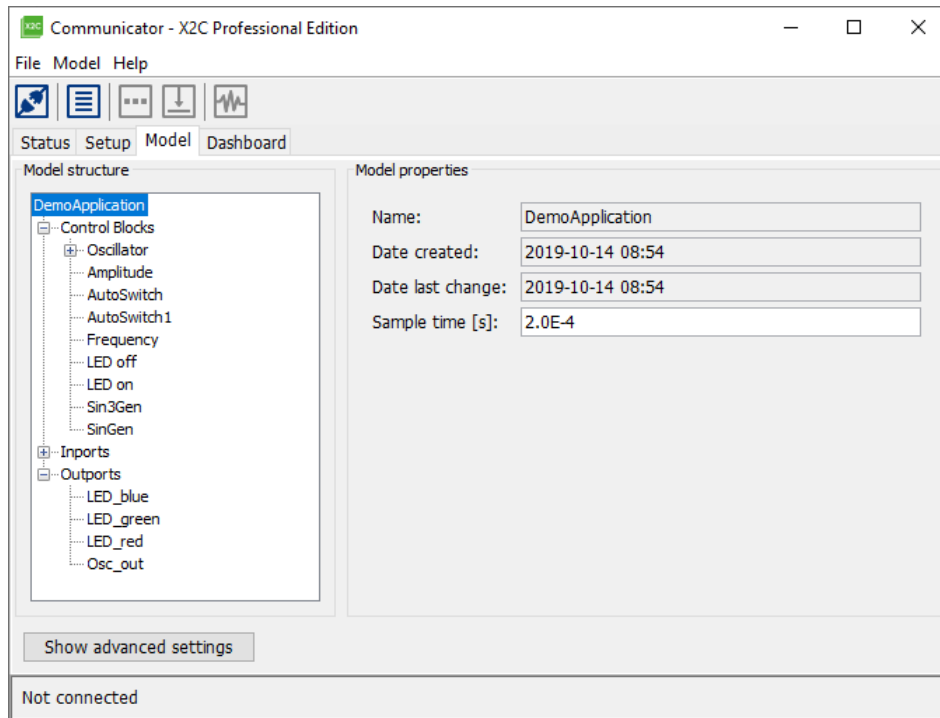 X2C Communicator - X2C Professional Edition
File Model Help
Status Setup Model Dashboard
Model structure
DemoApplication
Control Blocks
Oscillator
Amplitude
AutoSwitch
AutoSwitch1
Frequency
LED off
LED on
Sin3Gen
SinGen
Inports
Outports
LED_blue
LED_green
LED_red
Osc_out
Model properties
Name: DemoApplication
Date created: 2019-10-14 08:54
Date last change: 2019-10-14 08:54
Sample time [s]: 2.0E-4
Show advanced settings
Not connected